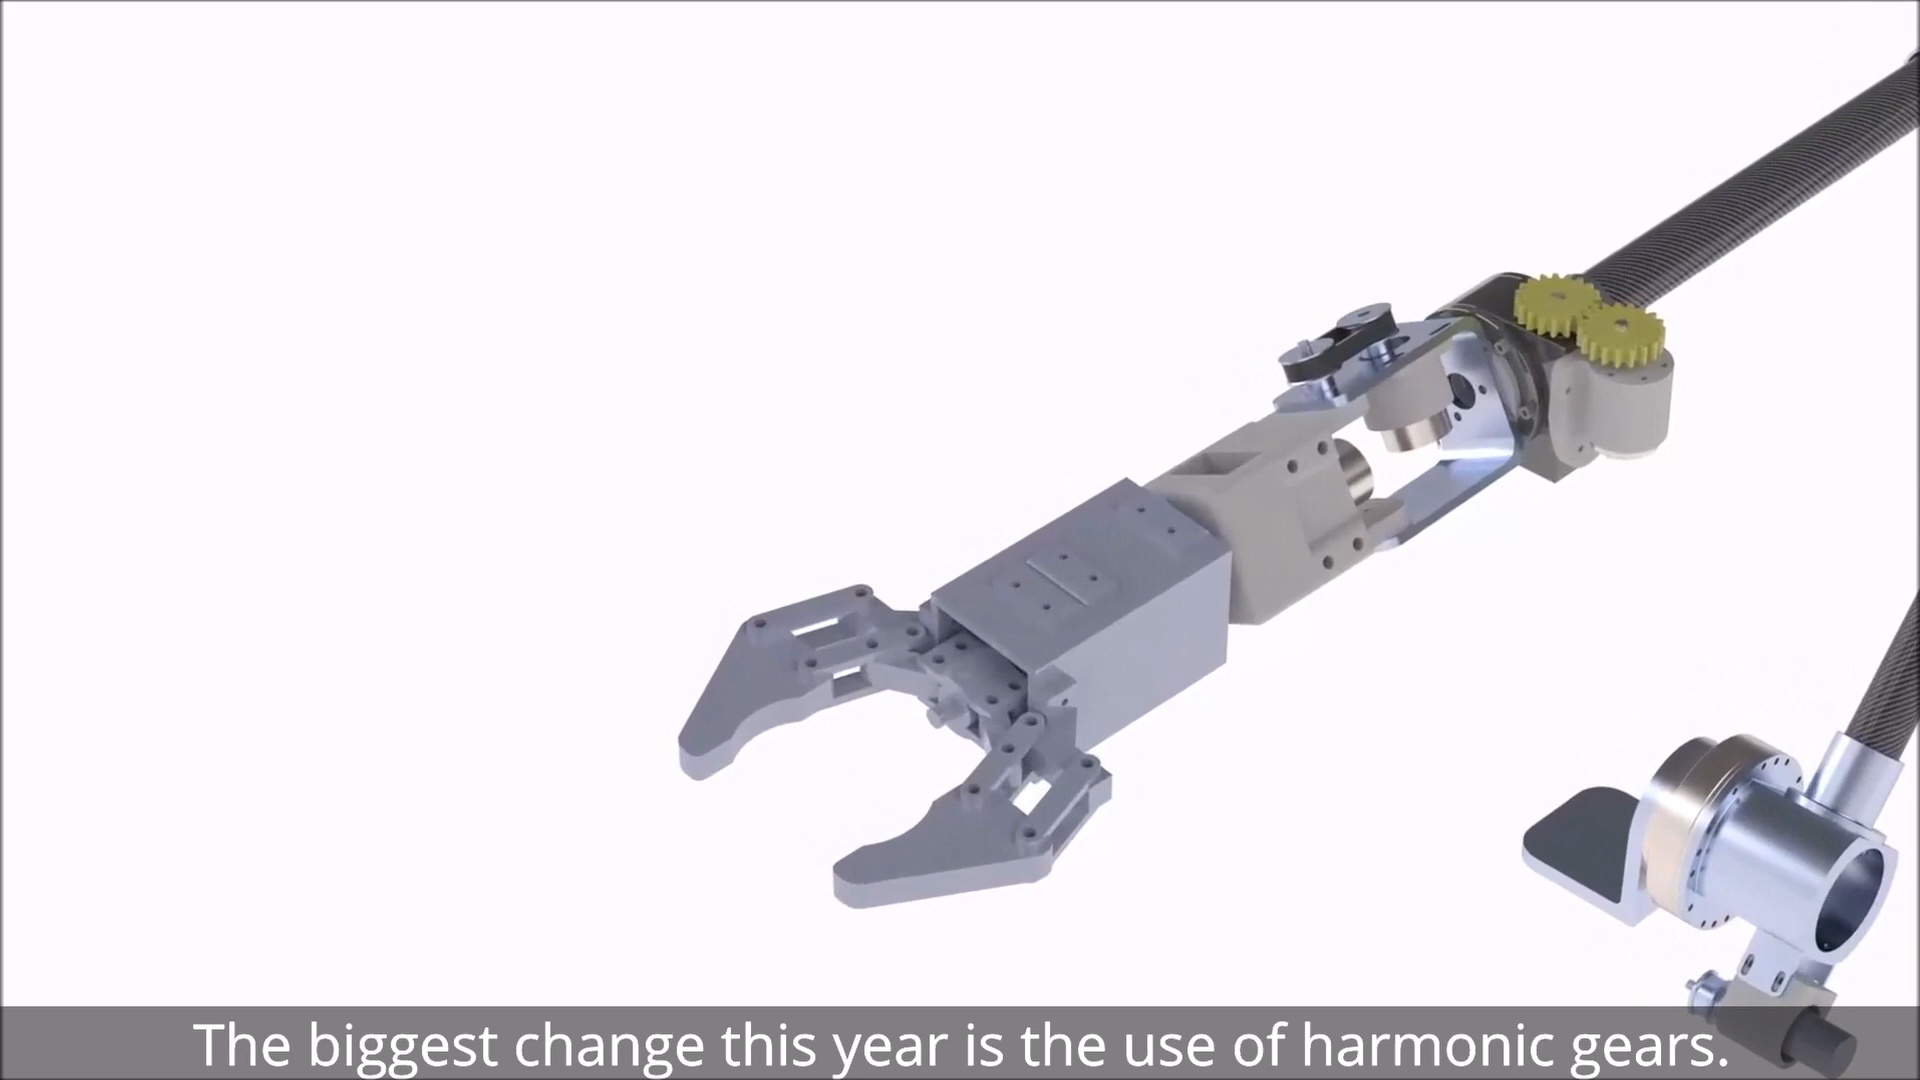 The biggest change this year is the use of harmonic gears.